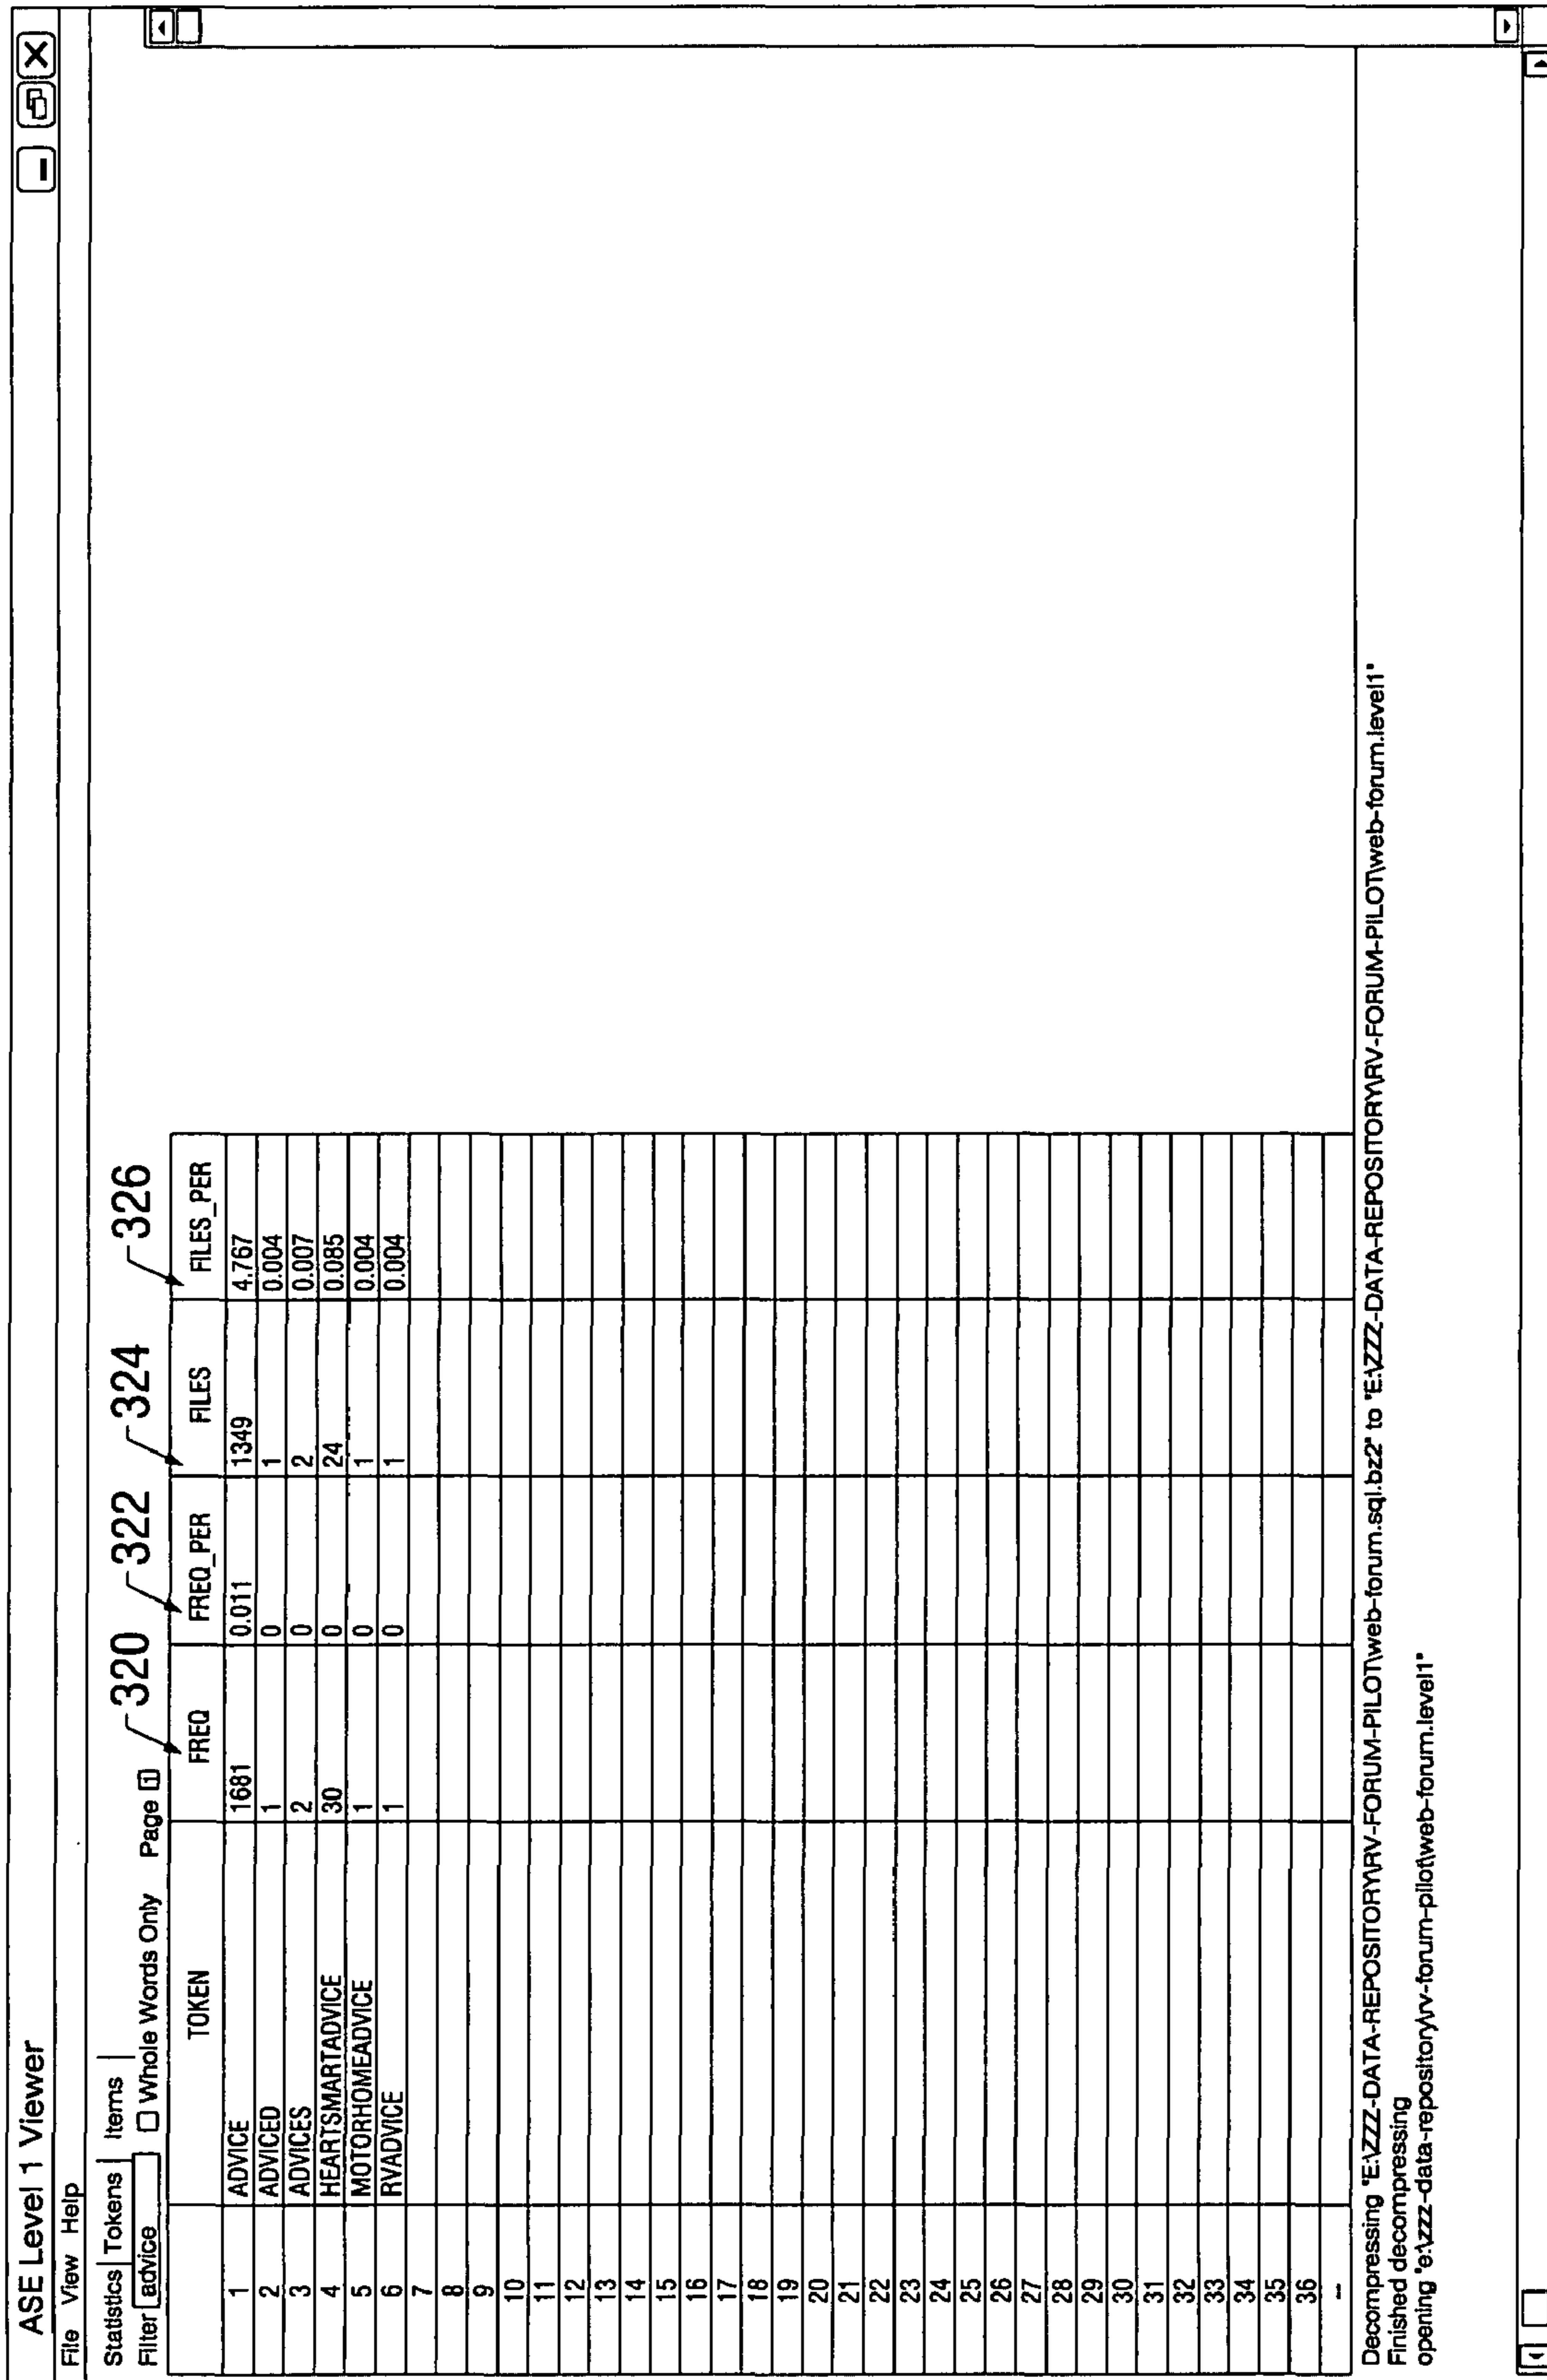 ASE Level 1 Viewer
File View Help
Statistics Tokens Items
Filter advice Whole Words Only Page 1
320 322 324 326
TOKEN FREQ FREQ_PER FILES FILES_PER
1 ADVICE 1681 0.011 1349 4.767
2 ADVICED 1 0 1 0.004
3 ADVICES 2 0 2 0.007
4 HEARTSMARTADVICE 30 0 24 0.085
5 MOTORHOMEADVICE 1 0 1 0.004
6 RVADVICE 1 0 1 0.004
7
8
9
10
11
12
13
14
15
16
17
18
19
20
21
22
23
24
25
26
27
28
29
30
31
32
33
34
35
36
--
Decompressing "E:\ZZZ-DATA-REPOSITORY\RV-FORUM-PILOT\web-forum.sql.bz2" to "E:\ZZZ-DATA-REPOSITORY\RV-FORUM-PILOT\web-forum.level1"
Finished decompressing
opening "e:\zzz-data-repository\rv-forum-pilot\web-forum.level1"